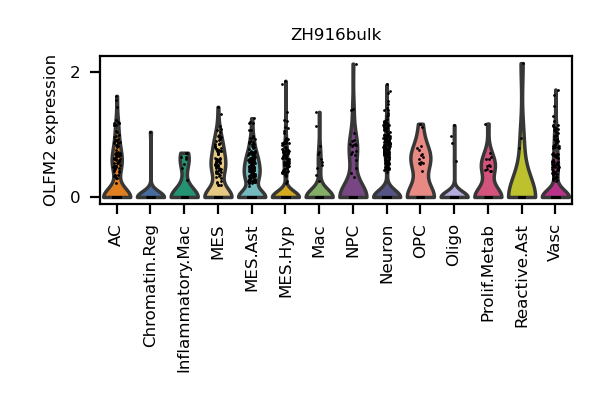 ZH916bulk
OLFM2 expression
2
0
AC
Chromatin.Reg
Inflammatory.Mac
MES
MES.Ast
MES.Hyp
Mac
NPC
Neuron
OPC
Oligo
Prolif.Metab
Reactive.Ast
Vasc